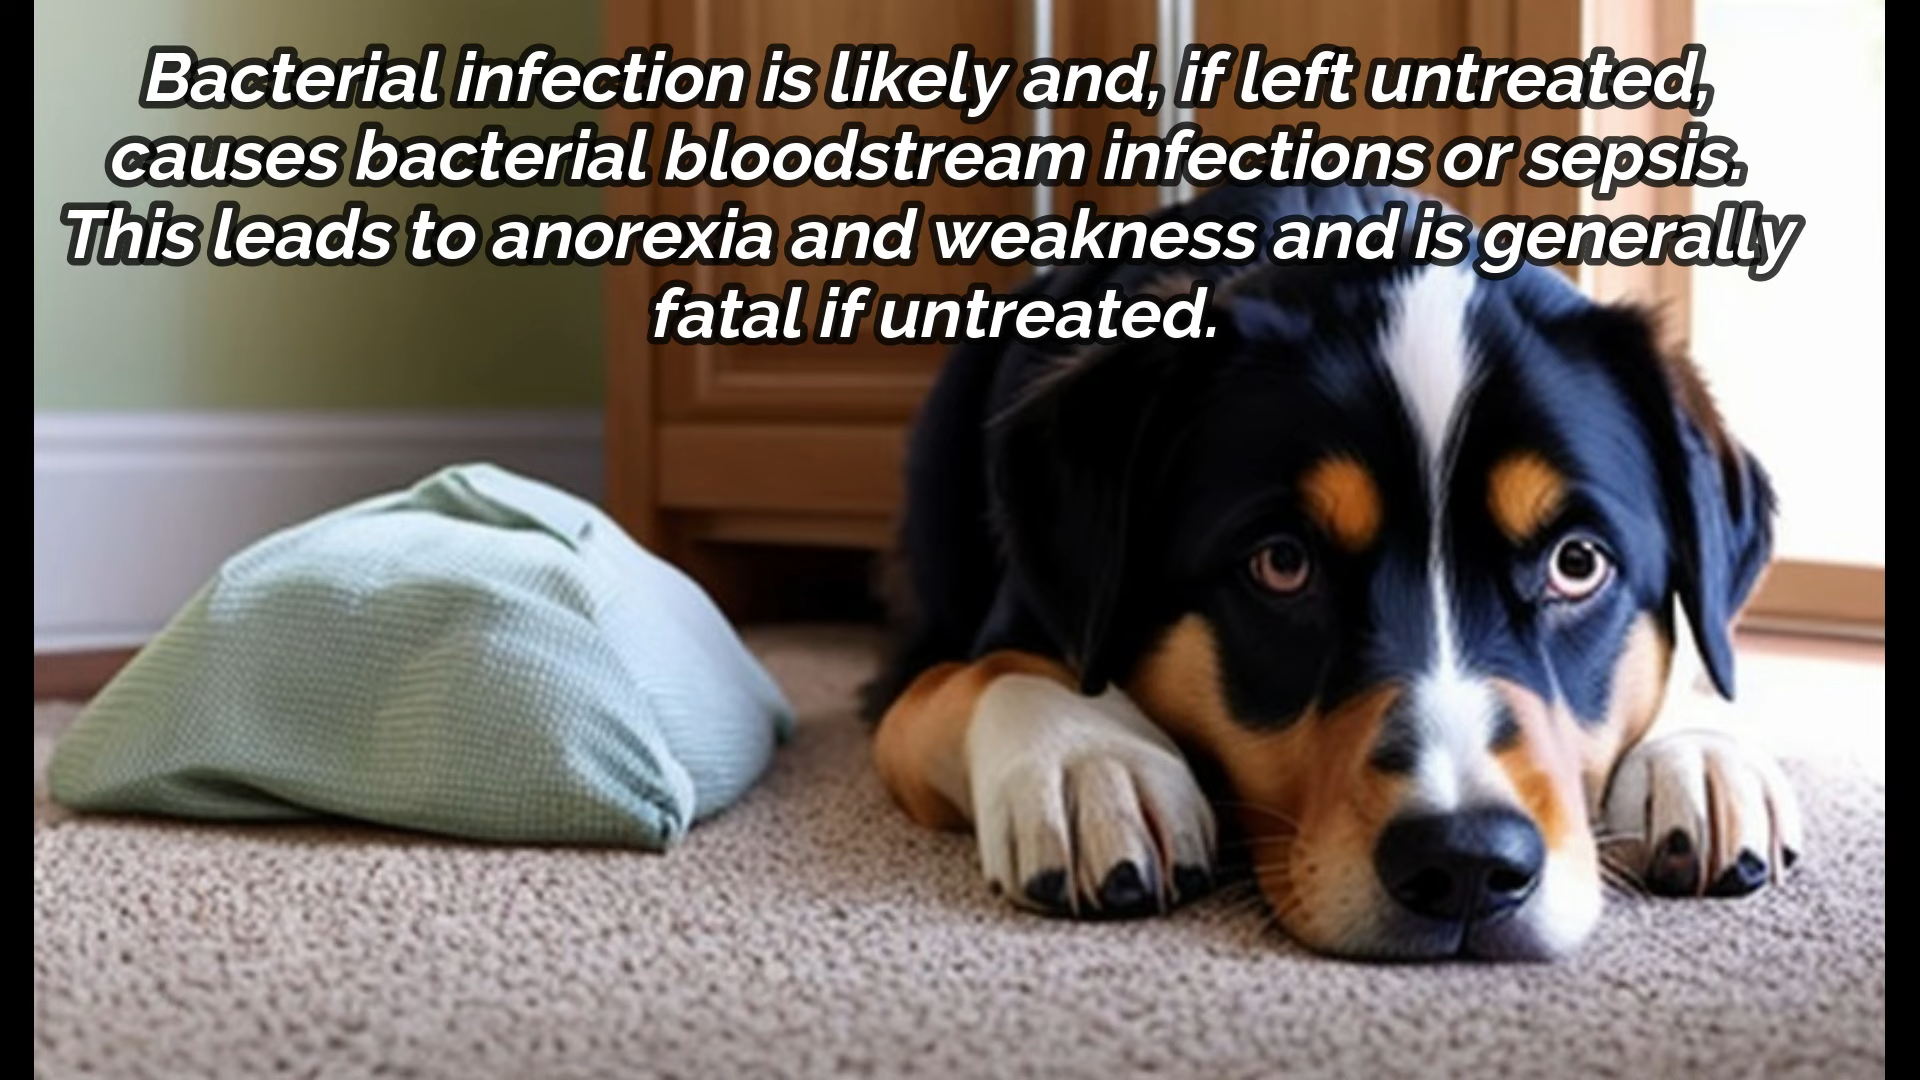 Bacterial infection is likely and, if left untreated,
causes bacterial bloodstream infections or sepsis.
This leads to anorexia and weakness and is generally
fatal if untreated.